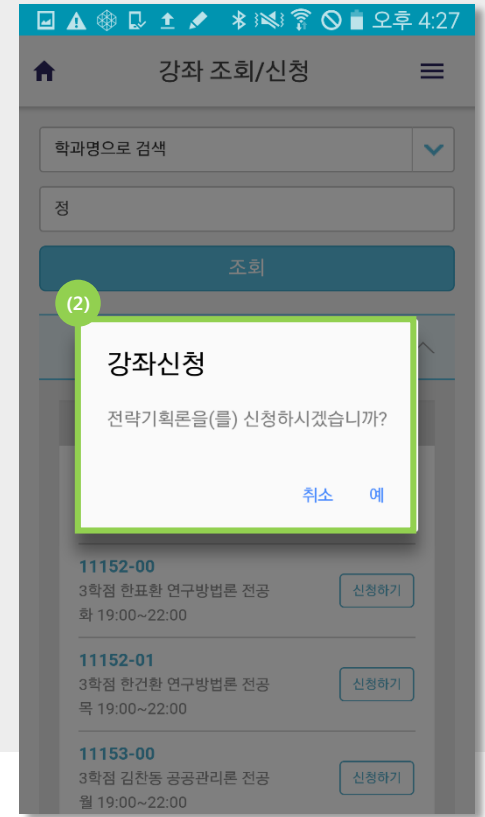 오후 4:27
강좌 조회/신청
학과명으로 검색
정
조회
(2)
강좌신청
전략기획론을(를) 신청하시겠습니까?
취소 예
11152-00
3학점 한표환 연구방법론 전공
화 19:00~22:00
신청하기
11152-01
3학점 한건환 연구방법론 전공
목 19:00~22:00
신청하기
11153-00
3학점 김찬동 공공관리론 전공
월 19:00~22:00
신청하기